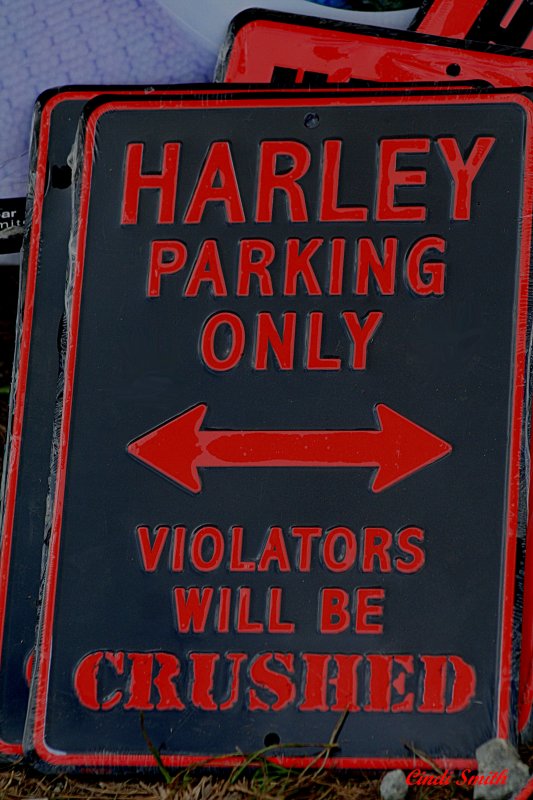 HARLEY
PARKING
ONLY
VIOLATORS
WILL BE
CRUSHED
Cindi Smith